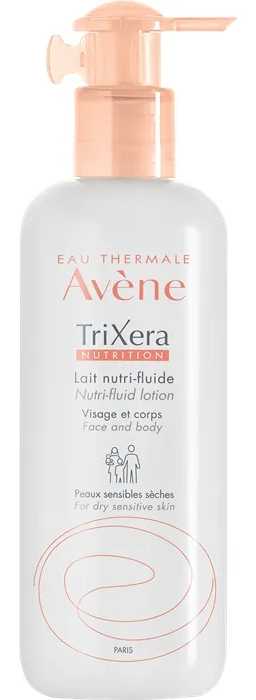 EAU THERMALE
Avène
TriXera
NUTRITION
Lait nutri-fluide
Nutri-fluid lotion
Visage et corps
Face and body
Peaux sensibles sèches
For dry sensitive skin
PARIS